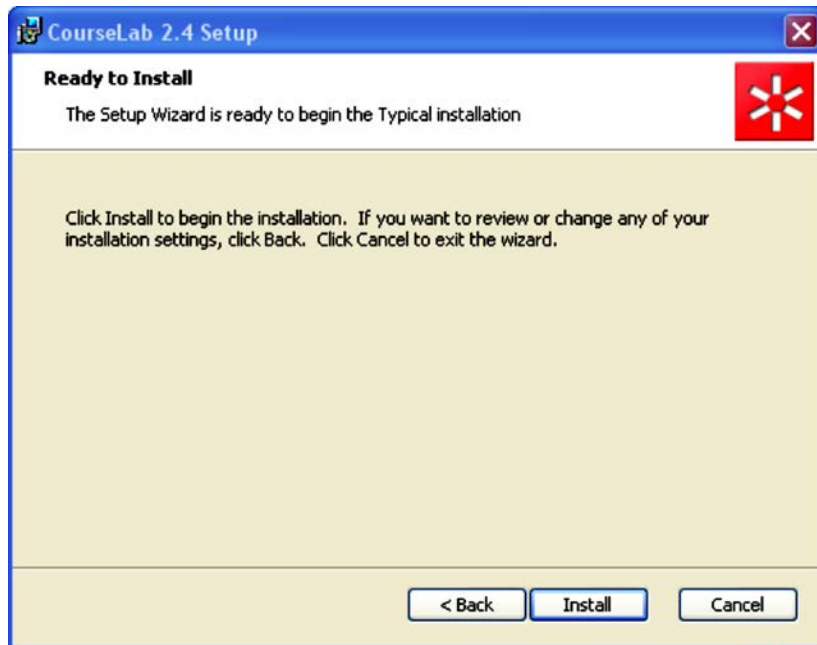 CourseLab 2.4 Setup
Ready to Install
The Setup Wizard is ready to begin the Typical installation
Click Install to begin the installation. If you want to review or change any of your
installation settings, click Back. Click Cancel to exit the wizard.
< Back Install Cancel